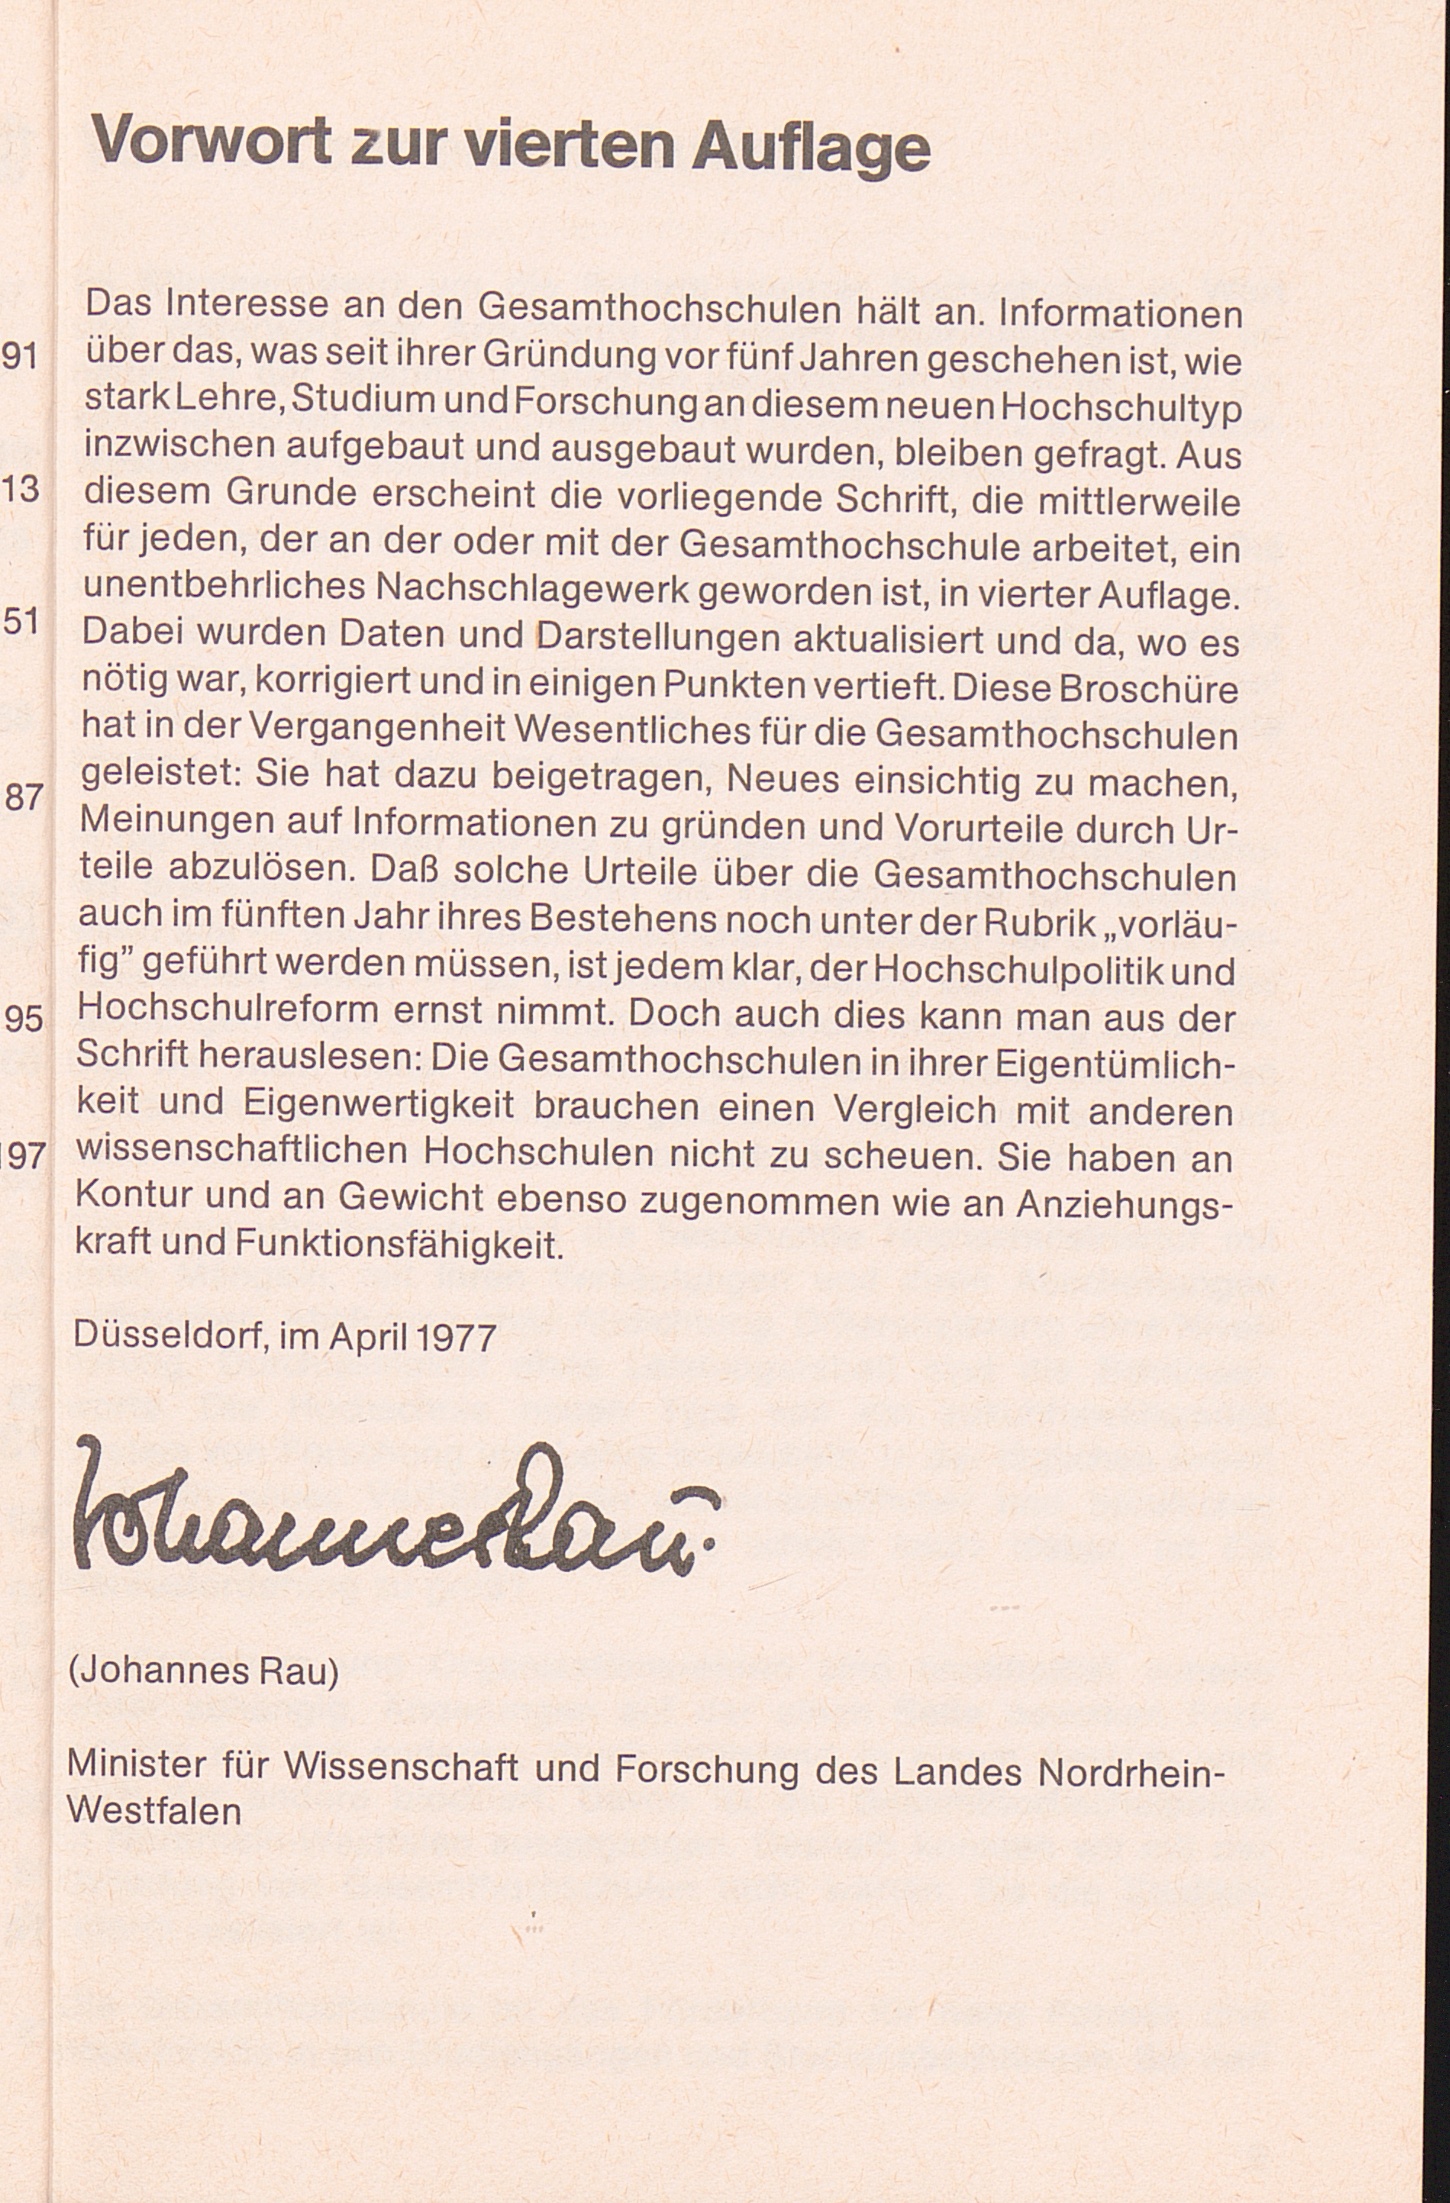 Vorwort zur vierten Auflage
Das Interesse an den Gesamthochschulen hält an. Informationen
über das, was seit ihrer Gründung vor fünf Jahren geschehen ist, wie
stark Lehre, Studium und Forschung an diesem neuen Hochschultyp
inzwischen aufgebaut und ausgebaut wurden, bleiben gefragt. Aus
diesem Grunde erscheint die vorliegende Schrift, die mittlerweile
für jeden, der an der oder mit der Gesamthochschule arbeitet, ein
unentbehrliches Nachschlagewerk geworden ist, in vierter Auflage.
Dabei wurden Daten und Darstellungen aktualisiert und da, wo es
nötig war, korrigiert und in einigen Punkten vertieft. Diese Broschüre
hat in der Vergangenheit Wesentliches für die Gesamthochschulen
geleistet: Sie hat dazu beigetragen, Neues einsichtig zu machen,
Meinungen auf Informationen zu gründen und Vorurteile durch Ur-
teile abzulösen. Daß solche Urteile über die Gesamthochschulen
auch im fünften Jahr ihres Bestehens noch unter der Rubrik „vorläu-
fig” geführt werden müssen, ist jedem klar, der Hochschulpolitik und
Hochschulreform ernst nimmt. Doch auch dies kann man aus der
Schrift herauslesen: Die Gesamthochschulen in ihrer Eigentümlich-
keit und Eigenwertigkeit brauchen einen Vergleich mit anderen
wissenschaftlichen Hochschulen nicht zu scheuen. Sie haben an
Kontur und an Gewicht ebenso zugenommen wie an Anziehungs-
kraft und Funktionsfähigkeit.
Düsseldorf, im April 1977
Johannes Rau.
(Johannes Rau)
Minister für Wissenschaft und Forschung des Landes Nordrhein-
Westfalen
91
13
51
87
95
197